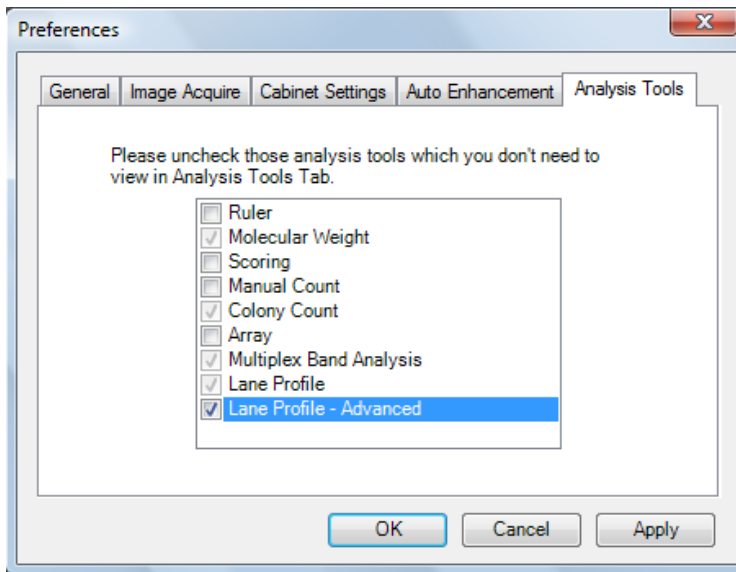 Preferences
General Image Acquire Cabinet Settings Auto Enhancement Analysis Tools
Please uncheck those analysis tools which you don't need to
view in Analysis Tools Tab.
Ruler
Molecular Weight
Scoring
Manual Count
Colony Count
Array
Multiplex Band Analysis
Lane Profile
Lane Profile - Advanced
OK Cancel Apply